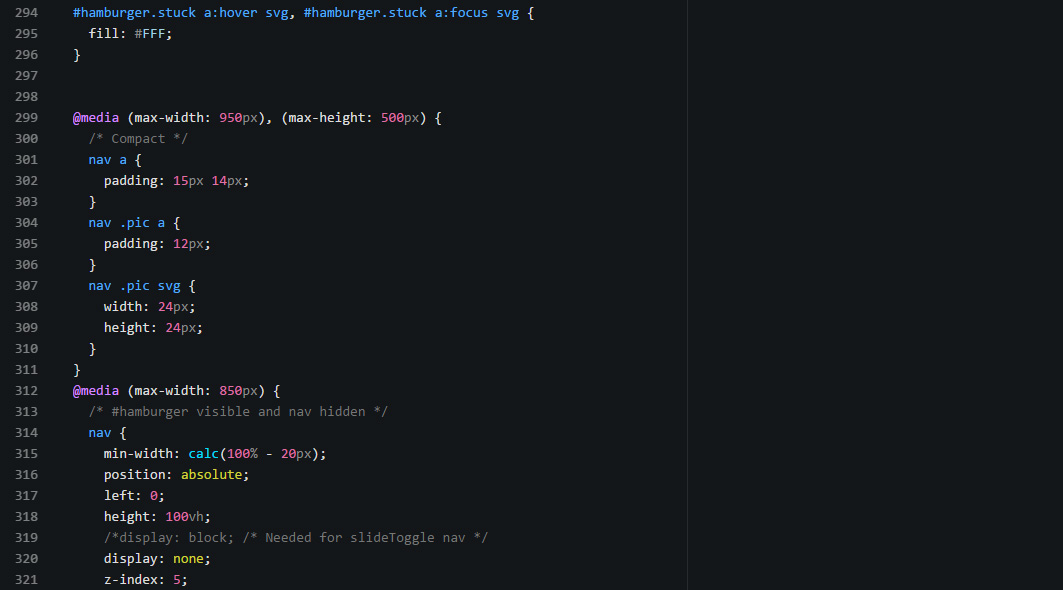 294 #hamburger.stuck a:hover svg, #hamburger.stuck a:focus svg {
295 fill: #FFF;
296 }
297
298
299 @media (max-width: 950px), (max-height: 500px) {
300 /* Compact */
301 nav a {
302 padding: 15px 14px;
303 }
304 nav .pic a {
305 padding: 12px;
306 }
307 nav .pic svg {
308 width: 24px;
309 height: 24px;
310 }
311 }
312 @media (max-width: 850px) {
313 /* #hamburger visible and nav hidden */
314 nav {
315 min-width: calc(100% - 20px);
316 position: absolute;
317 left: 0;
318 height: 100vh;
319 /*display: block; /* Needed for slideToggle nav */
320 display: none;
321 z-index: 5;